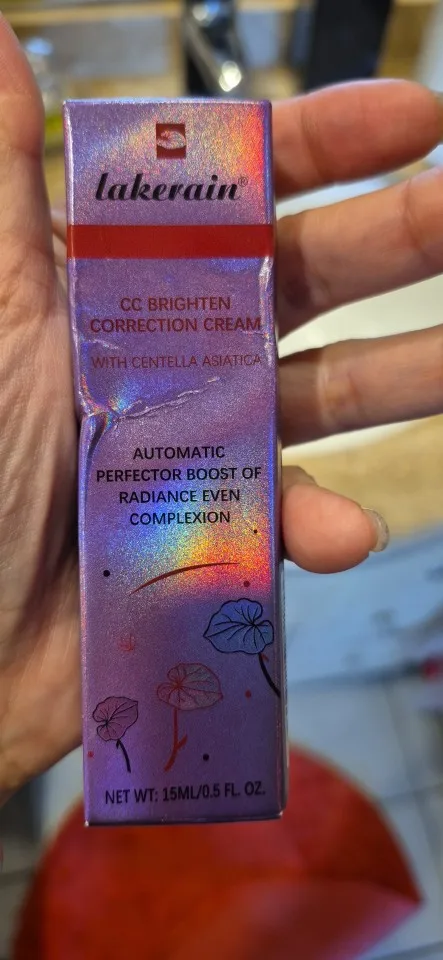 lakerain®
CC BRIGHTEN
CORRECTION CREAM
WITH CENTELLA ASIATICA
AUTOMATIC
PERFECTOR BOOST OF
RADIANCE EVEN
COMPLEXION
NET WT: 15ML/0.5 FL. OZ.